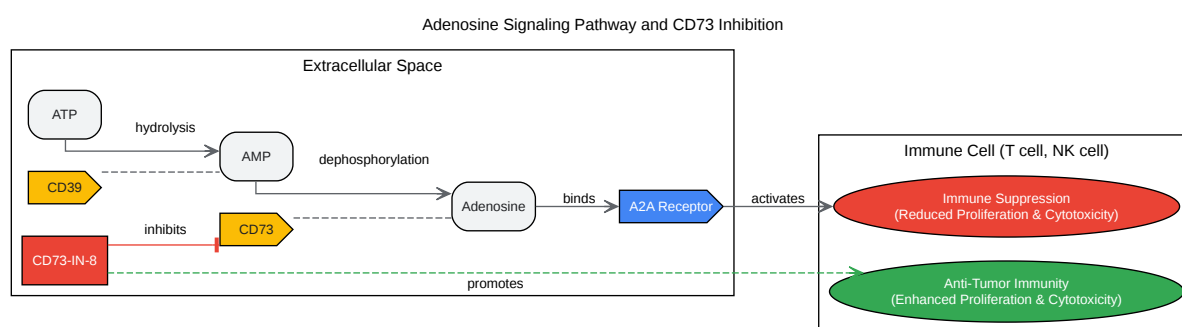 Adenosine Signaling Pathway and CD73 Inhibition
Extracellular Space
ATP
hydrolysis
AMP
CD39
dephosphorylation
Adenosine
CD73
binds
A2A Receptor
activates
CD73-IN-8
inhibits
promotes
Immune Cell (T cell, NK cell)
Immune Suppression
(Reduced Proliferation & Cytotoxicity)
Anti-Tumor Immunity
(Enhanced Proliferation & Cytotoxicity)